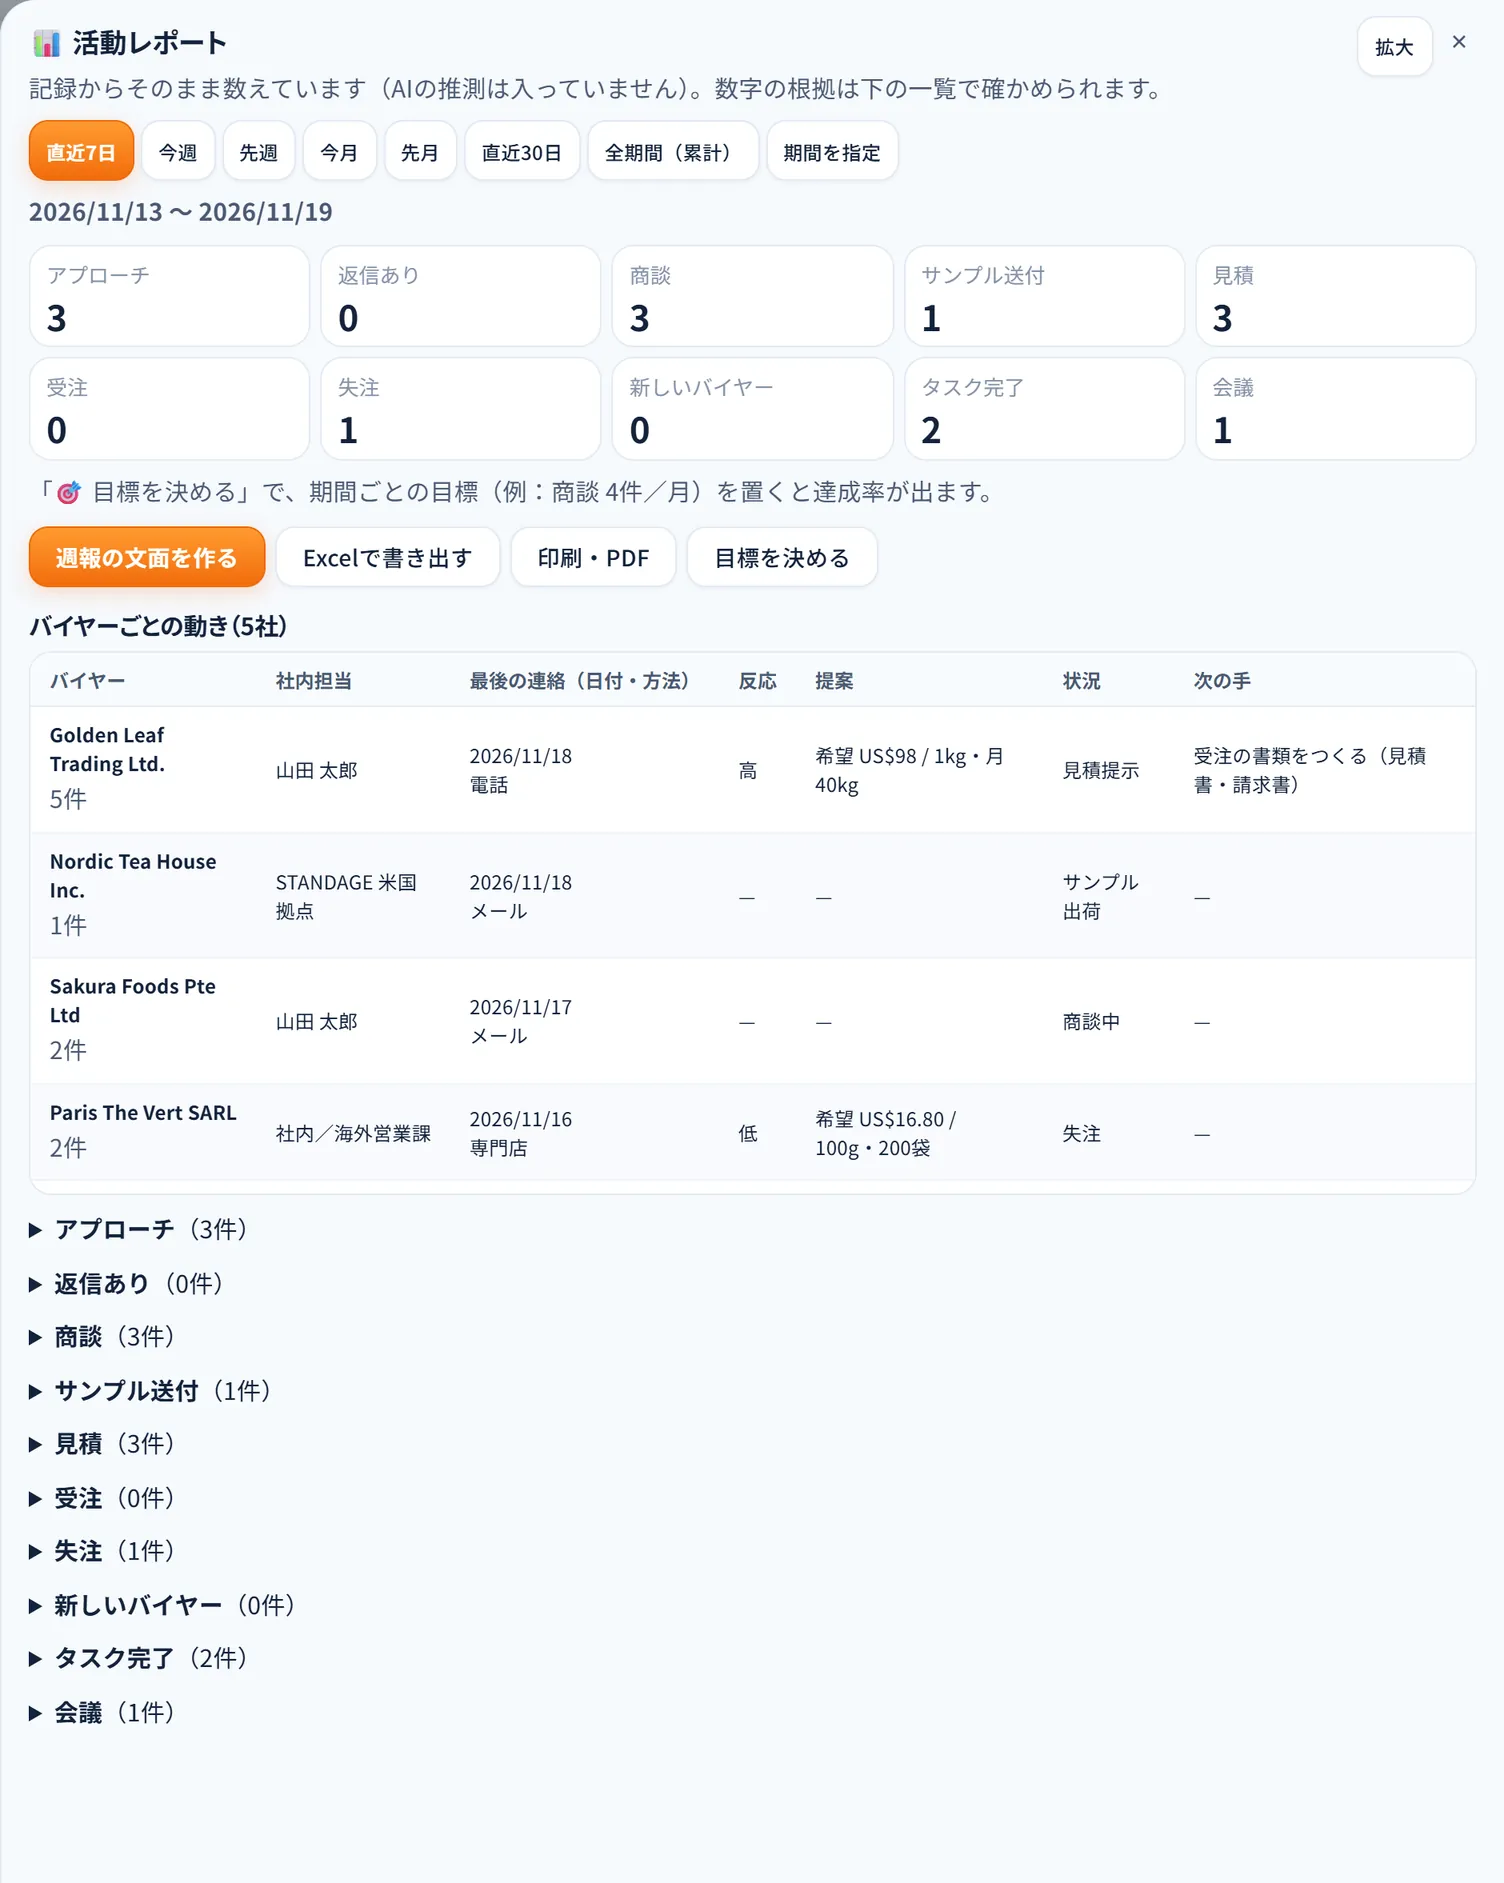 活動レポート
拡大
×
記録からそのまま数えています（AIの推測は入っていません）。数字の根拠は下の一覧で確かめられます。
直近7日
今週
先週
今月
先月
直近30日
全期間（累計）
期間を指定
2026/11/13 〜 2026/11/19
アプローチ
3
返信あり
0
商談
3
サンプル送付
1
見積
3
受注
0
失注
1
新しいバイヤー
0
タスク完了
2
会議
1
「🎯 目標を決める」で、期間ごとの目標（例：商談 4件／月）を置くと達成率が出ます。
週報の文面を作る
Excelで書き出す
印刷・PDF
目標を決める
バイヤーごとの動き（5社）
バイヤー
社内担当
最後の連絡（日付・方法）
反応
提案
状況
次の手
Golden Leaf
Trading Ltd.
5件
山田 太郎
2026/11/18
電話
高
希望 US$98 / 1kg・月
40kg
見積提示
受注の書類をつくる（見積
書・請求書）
Nordic Tea House
Inc.
1件
STANDAGE 米国
拠点
2026/11/18
メール
—
—
サンプル
出荷
—
Sakura Foods Pte
Ltd
2件
山田 太郎
2026/11/17
メール
—
—
商談中
—
Paris The Vert SARL
2件
社内／海外営業課
2026/11/16
専門店
低
希望 US$16.80 /
100g・200袋
失注
—
▶ アプローチ（3件）
▶ 返信あり（0件）
▶ 商談（3件）
▶ サンプル送付（1件）
▶ 見積（3件）
▶ 受注（0件）
▶ 失注（1件）
▶ 新しいバイヤー（0件）
▶ タスク完了（2件）
▶ 会議（1件）